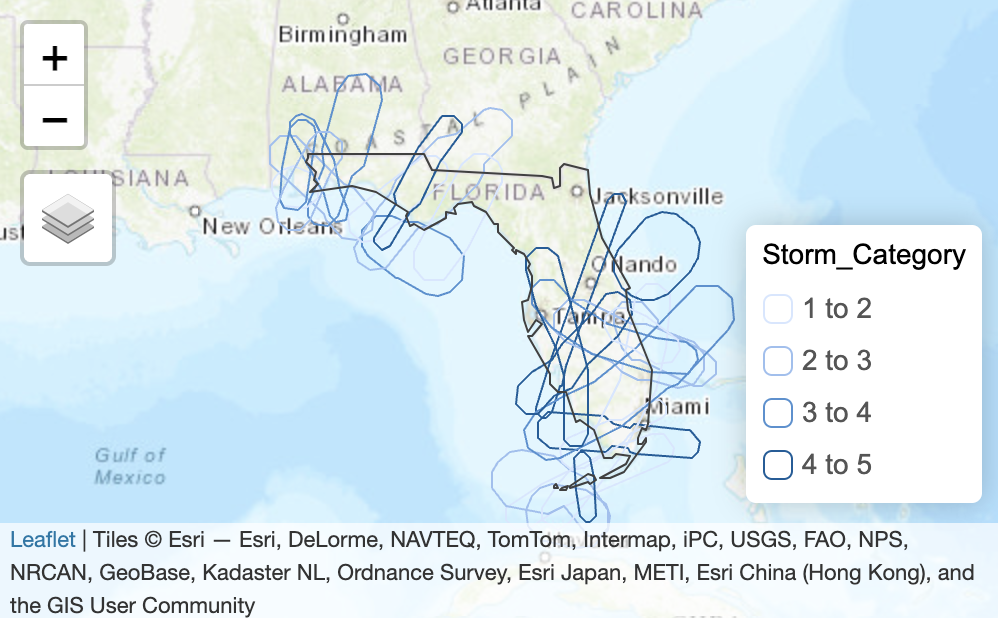 Atlanta
CAROLINA
Birmingham
GEORGIA
ALABAMA
COASTAL PLAIN
+
−
LOUISIANA
FLORIDA
Jacksonville
New Orleans
Orlando
Tampa
Miami
Gulf of
Mexico
Storm_Category
1 to 2
2 to 3
3 to 4
4 to 5
Leaflet | Tiles © Esri — Esri, DeLorme, NAVTEQ, TomTom, Intermap, iPC, USGS, FAO, NPS,
NRCAN, GeoBase, Kadaster NL, Ordnance Survey, Esri Japan, METI, Esri China (Hong Kong), and
the GIS User Community